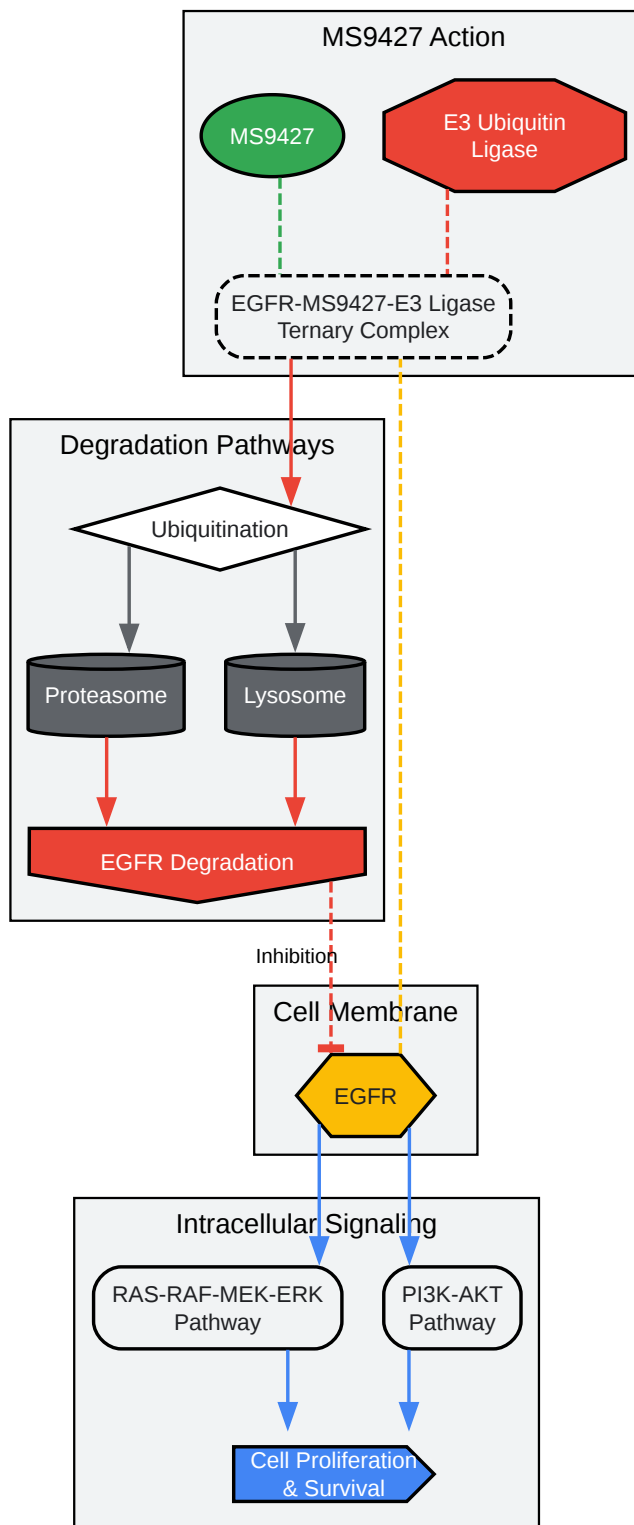 MS9427 Action
MS9427
E3 Ubiquitin
Ligase
EGFR-MS9427-E3 Ligase
Ternary Complex
Degradation Pathways
Ubiquitination
Proteasome
Lysosome
EGFR Degradation
Inhibition
Cell Membrane
EGFR
Intracellular Signaling
RAS-RAF-MEK-ERK
Pathway
PI3K-AKT
Pathway
Cell Proliferation
& Survival